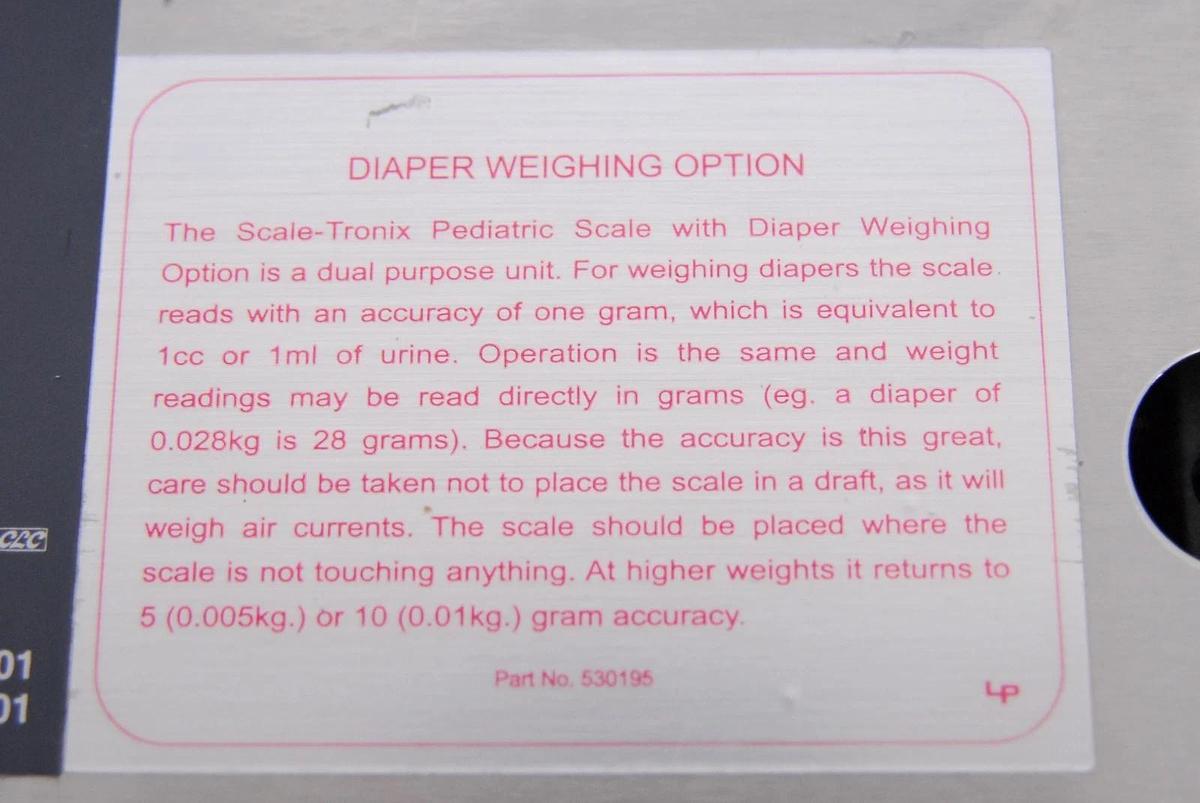 DIAPER WEIGHING OPTION
The Scale-Tronix Pediatric Scale with Diaper Weighing
Option is a dual purpose unit. For weighing diapers the scale
reads with an accuracy of one gram, which is equivalent to
1cc or 1ml of urine. Operation is the same and weight
readings may be read directly in grams (eg. a diaper of
0.028kg is 28 grams). Because the accuracy is this great,
care should be taken not to place the scale in a draft, as it will
weigh air currents. The scale should be placed where the
scale is not touching anything. At higher weights it returns to
5 (0.005kg.) or 10 (0.01kg.) gram accuracy.
Part No. 530195
LP
CLC
01
01